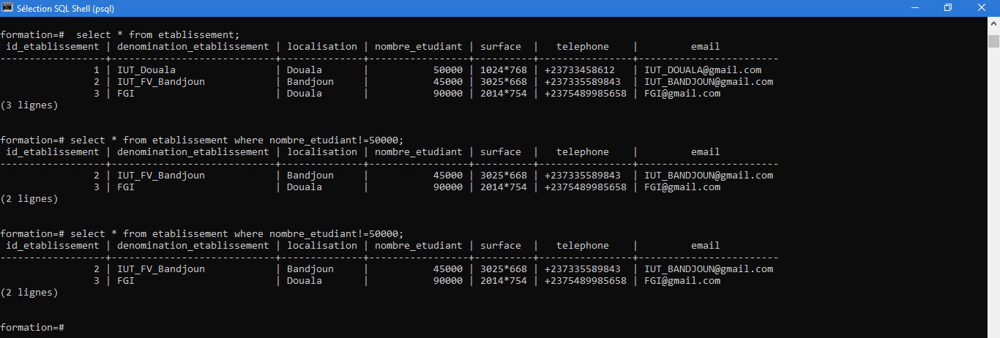 Sélection SQL Shell (psql)
formation=#  select * from etablissement;
 id_etablissement | denomination_etablissement | localisation | nombre_etudiant | surface  |   telephone    |         email
------------------+----------------------------+--------------+-----------------+----------+----------------+------------------------
                1 | IUT_Douala                 | Douala       |           50000 | 1024*768 | +23733458612   | IUT_DOUALA@gmail.com
                2 | IUT_FV_Bandjoun            | Bandjoun     |           45000 | 3025*668 | +237335589843  | IUT_BANDJOUN@gmail.com
                3 | FGI                        | Douala       |           90000 | 2014*754 | +2375489985658 | FGI@gmail.com
(3 lignes)
formation=# select * from etablissement where nombre_etudiant!=50000;
 id_etablissement | denomination_etablissement | localisation | nombre_etudiant | surface  |   telephone    |         email
------------------+----------------------------+--------------+-----------------+----------+----------------+------------------------
                2 | IUT_FV_Bandjoun            | Bandjoun     |           45000 | 3025*668 | +237335589843  | IUT_BANDJOUN@gmail.com
                3 | FGI                        | Douala       |           90000 | 2014*754 | +2375489985658 | FGI@gmail.com
(2 lignes)
formation=# select * from etablissement where nombre_etudiant!=50000;
 id_etablissement | denomination_etablissement | localisation | nombre_etudiant | surface  |   telephone    |         email
------------------+----------------------------+--------------+-----------------+----------+----------------+------------------------
                2 | IUT_FV_Bandjoun            | Bandjoun     |           45000 | 3025*668 | +237335589843  | IUT_BANDJOUN@gmail.com
                3 | FGI                        | Douala       |           90000 | 2014*754 | +2375489985658 | FGI@gmail.com
(2 lignes)
formation=#